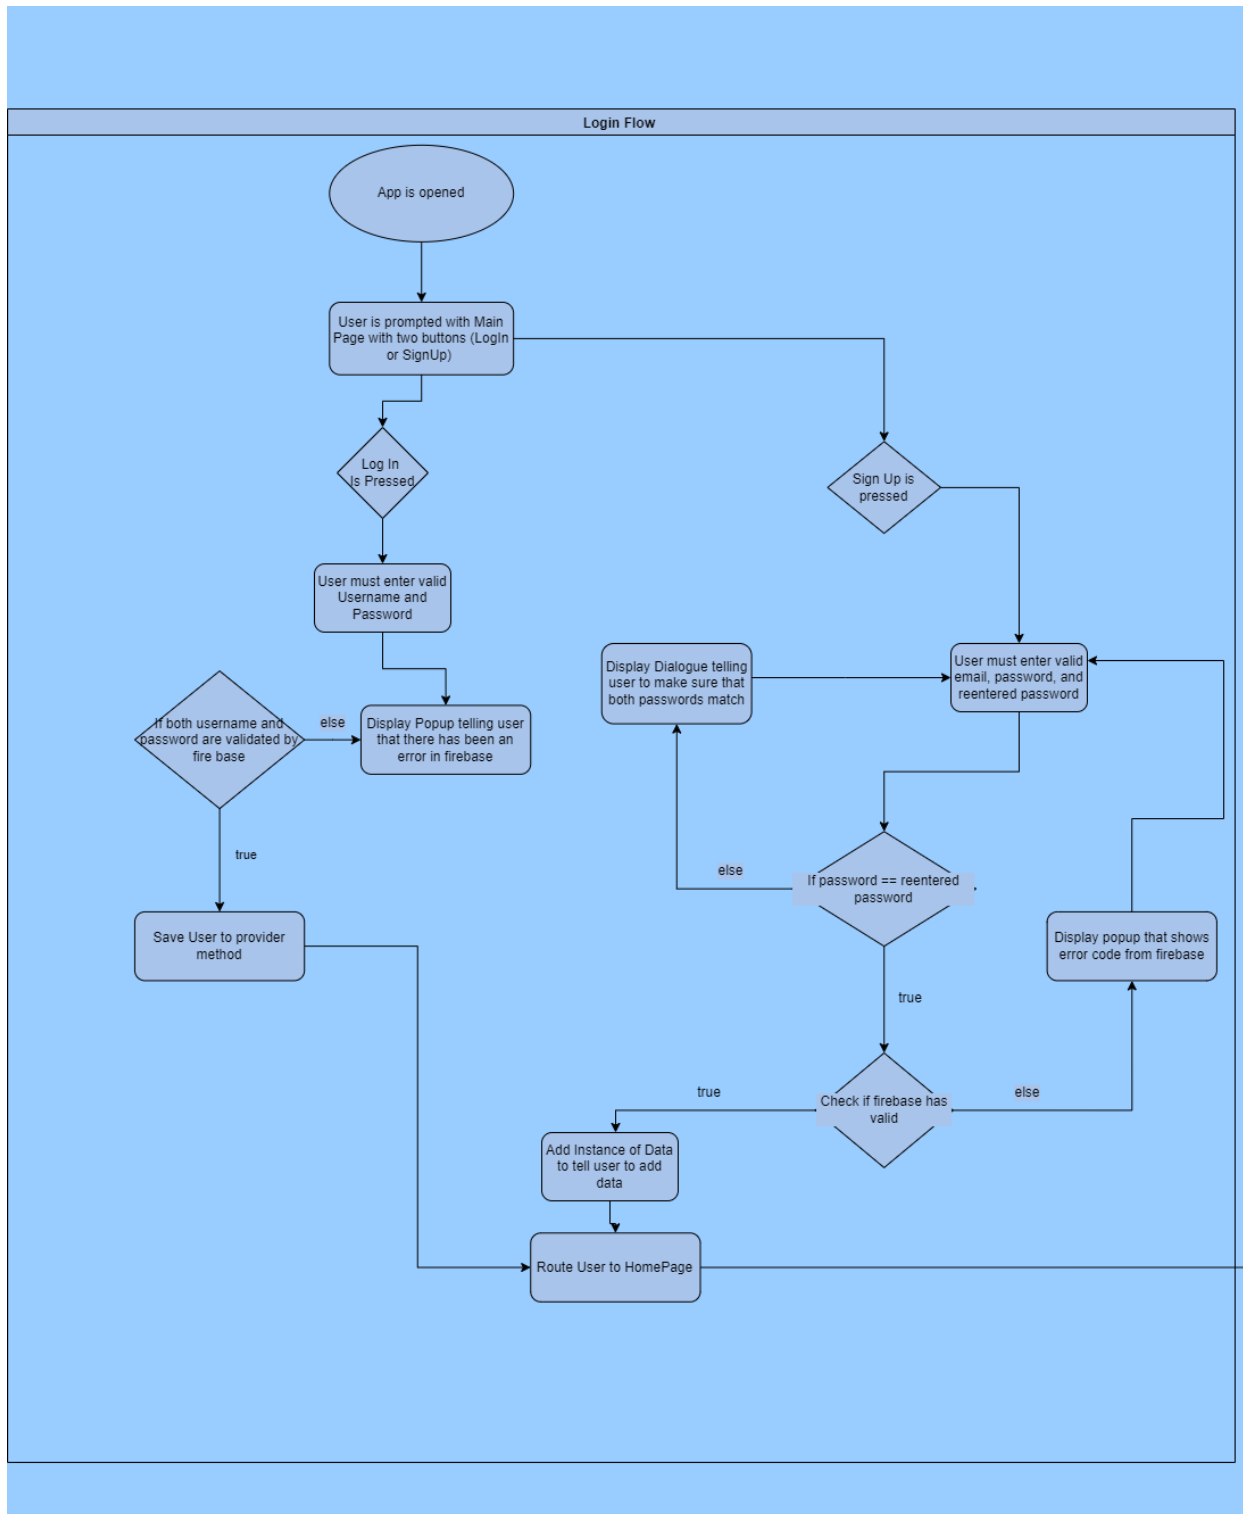 Login Flow
App is opened
User is prompted with Main
Page with two buttons (LogIn
or SignUp)
Log In
Is Pressed
Sign Up is
pressed
User must enter valid
Username and
Password
Display Dialogue telling
user to make sure that
both passwords match
User must enter valid
email, password, and
reentered password
If both username and
password are validated by
fire base
else
Display Popup telling user
that there has been an
error in firebase
true
else
If password == reentered
password
Save User to provider
method
Display popup that shows
error code from firebase
true
true
Check if firebase has
valid
else
Add Instance of Data
to tell user to add
data
Route User to HomePage